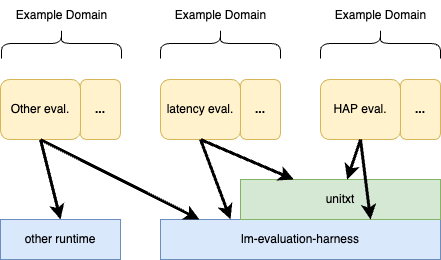 Example Domain
Example Domain
Example Domain
Other eval.
...
latency eval.
...
HAP eval.
...
unitxt
other runtime
lm-evaluation-harness